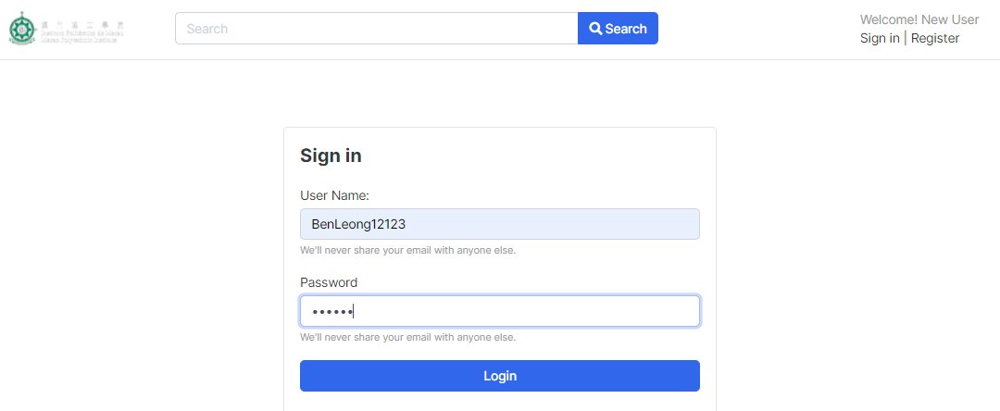 澳門理工學院
Instituto Politécnico de Macau
Macao Polytechnic Institute
Search
Search
Welcome! New User
Sign in | Register
Sign in
User Name:
BenLeong12123
We'll never share your email with anyone else.
Password
••••••
We'll never share your email with anyone else.
Login